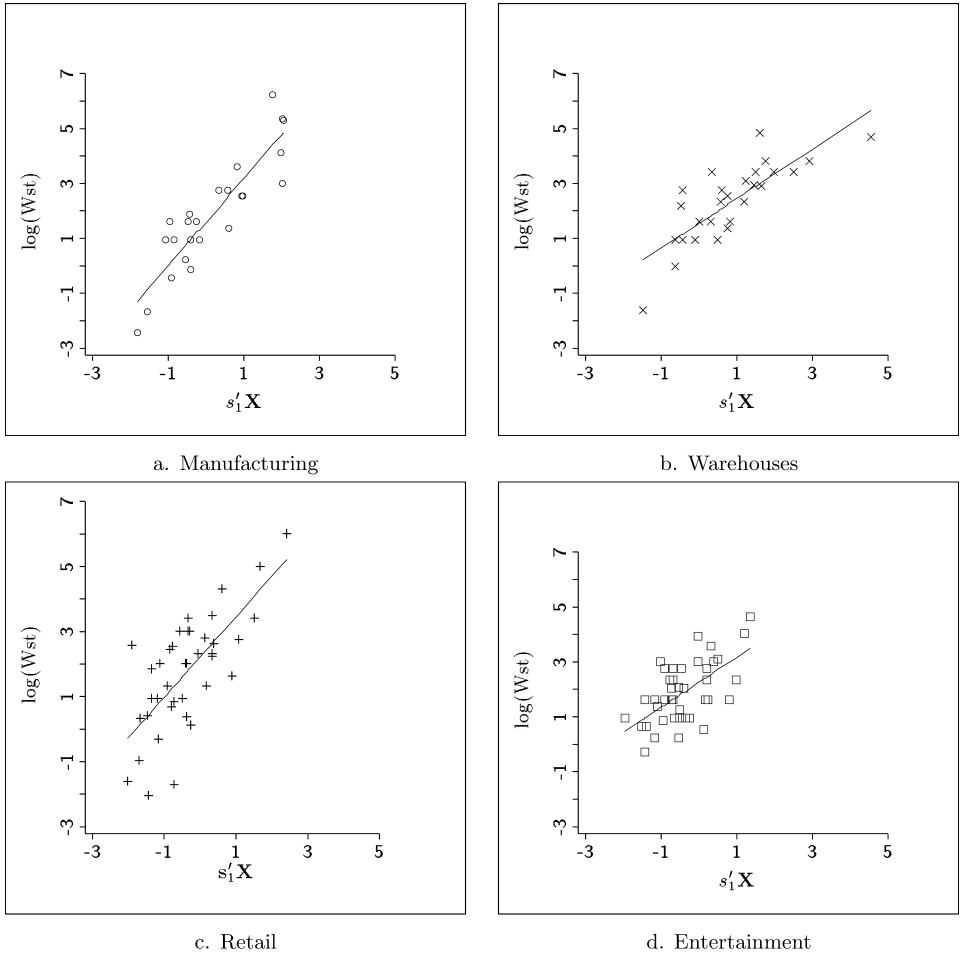 7
5
3
1
-1
-3
log(Wst)
-3 -1 1 3 5
s′₁X
a. Manufacturing
7
5
3
1
-1
-3
log(Wst)
-3 -1 1 3 5
s′₁X
b. Warehouses
7
5
3
1
-1
-3
log(Wst)
-3 -1 1 3 5
s′₁X
c. Retail
7
5
3
1
-1
-3
log(Wst)
-3 -1 1 3 5
s′₁X
d. Entertainment